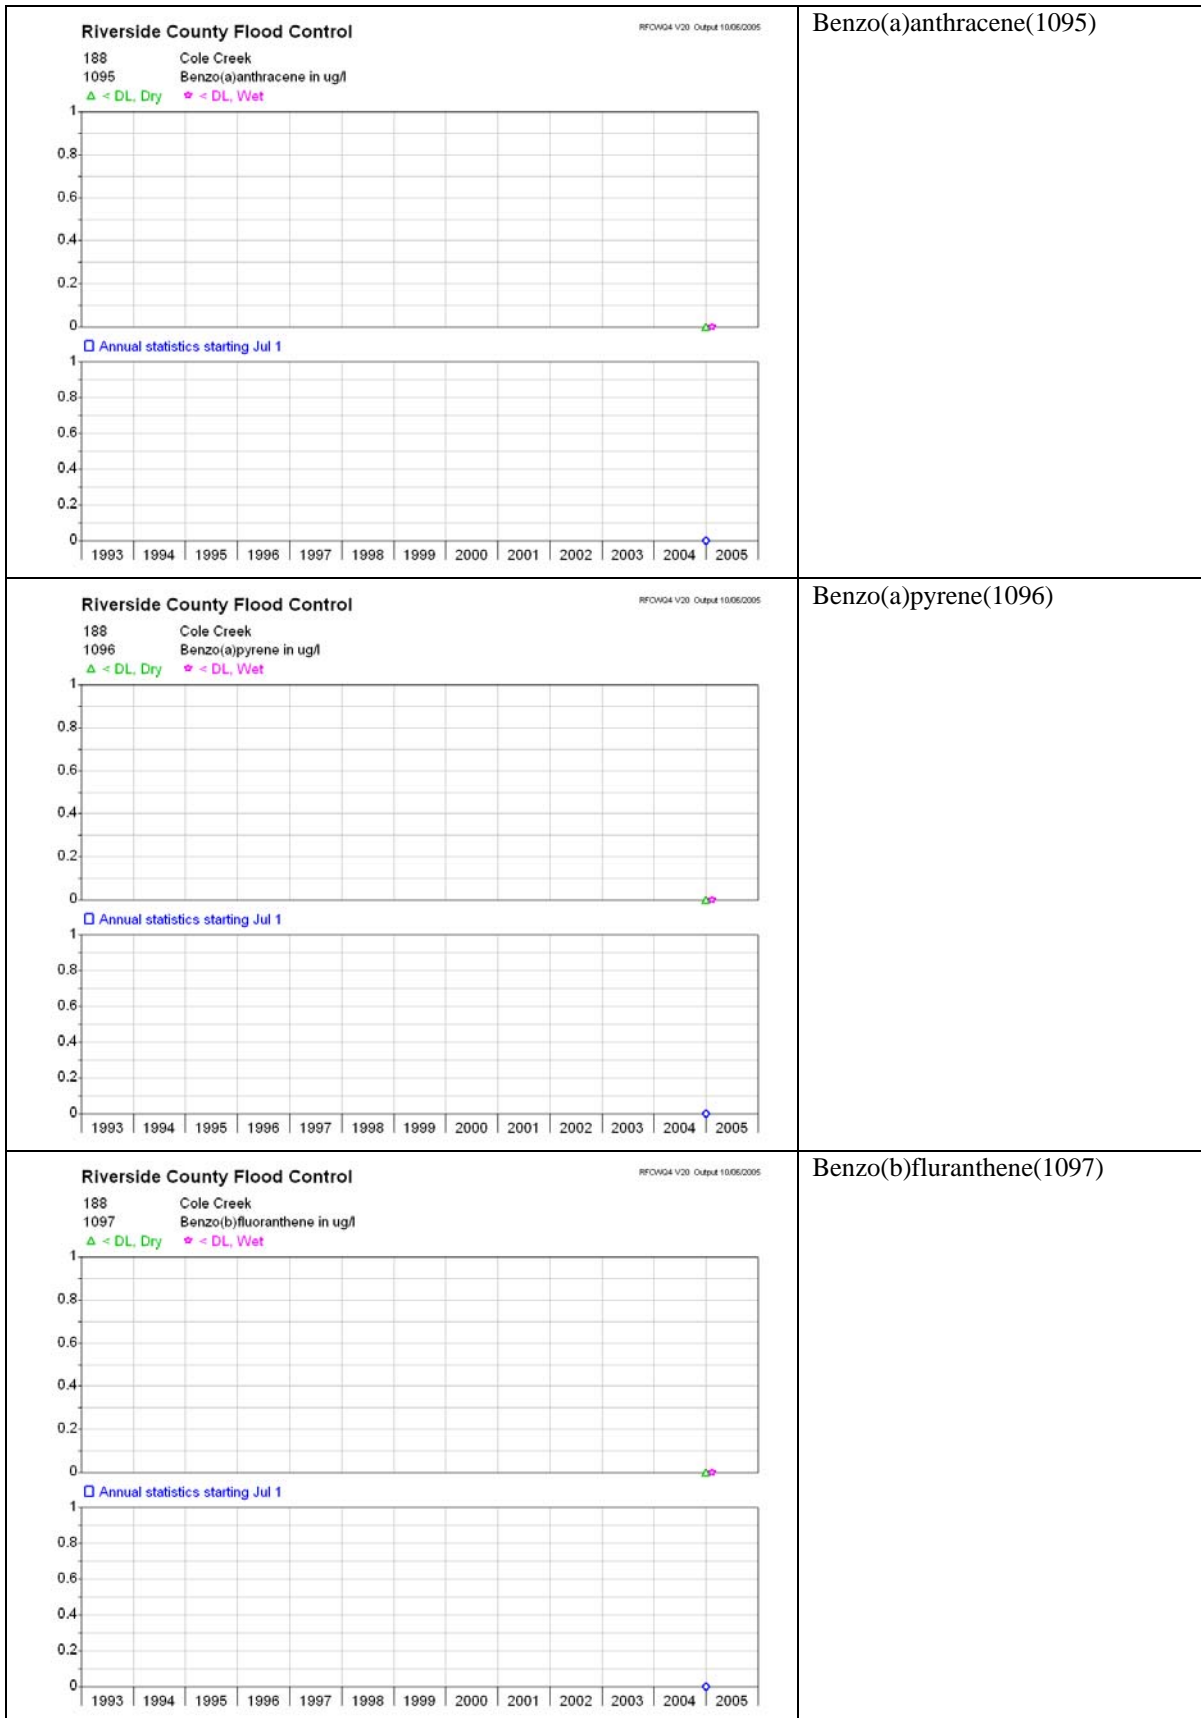 Riverside County Flood Control
RFCWQ4 V20 Output 10/06/2005
188 Cole Creek
1095 Benzo(a)anthracene in ug/l
< DL, Dry < DL, Wet
1
0.8
0.6
0.4
0.2
0
Annual statistics starting Jul 1
1
0.8
0.6
0.4
0.2
0
1993 1994 1995 1996 1997 1998 1999 2000 2001 2002 2003 2004 2005
Benzo(a)anthracene(1095)
Riverside County Flood Control
RFCWQ4 V20 Output 10/06/2005
188 Cole Creek
1096 Benzo(a)pyrene in ug/l
< DL, Dry < DL, Wet
1
0.8
0.6
0.4
0.2
0
Annual statistics starting Jul 1
1
0.8
0.6
0.4
0.2
0
1993 1994 1995 1996 1997 1998 1999 2000 2001 2002 2003 2004 2005
Benzo(a)pyrene(1096)
Riverside County Flood Control
RFCWQ4 V20 Output 10/06/2005
188 Cole Creek
1097 Benzo(b)fluoranthene in ug/l
< DL, Dry < DL, Wet
1
0.8
0.6
0.4
0.2
0
Annual statistics starting Jul 1
1
0.8
0.6
0.4
0.2
0
1993 1994 1995 1996 1997 1998 1999 2000 2001 2002 2003 2004 2005
Benzo(b)fluranthene(1097)